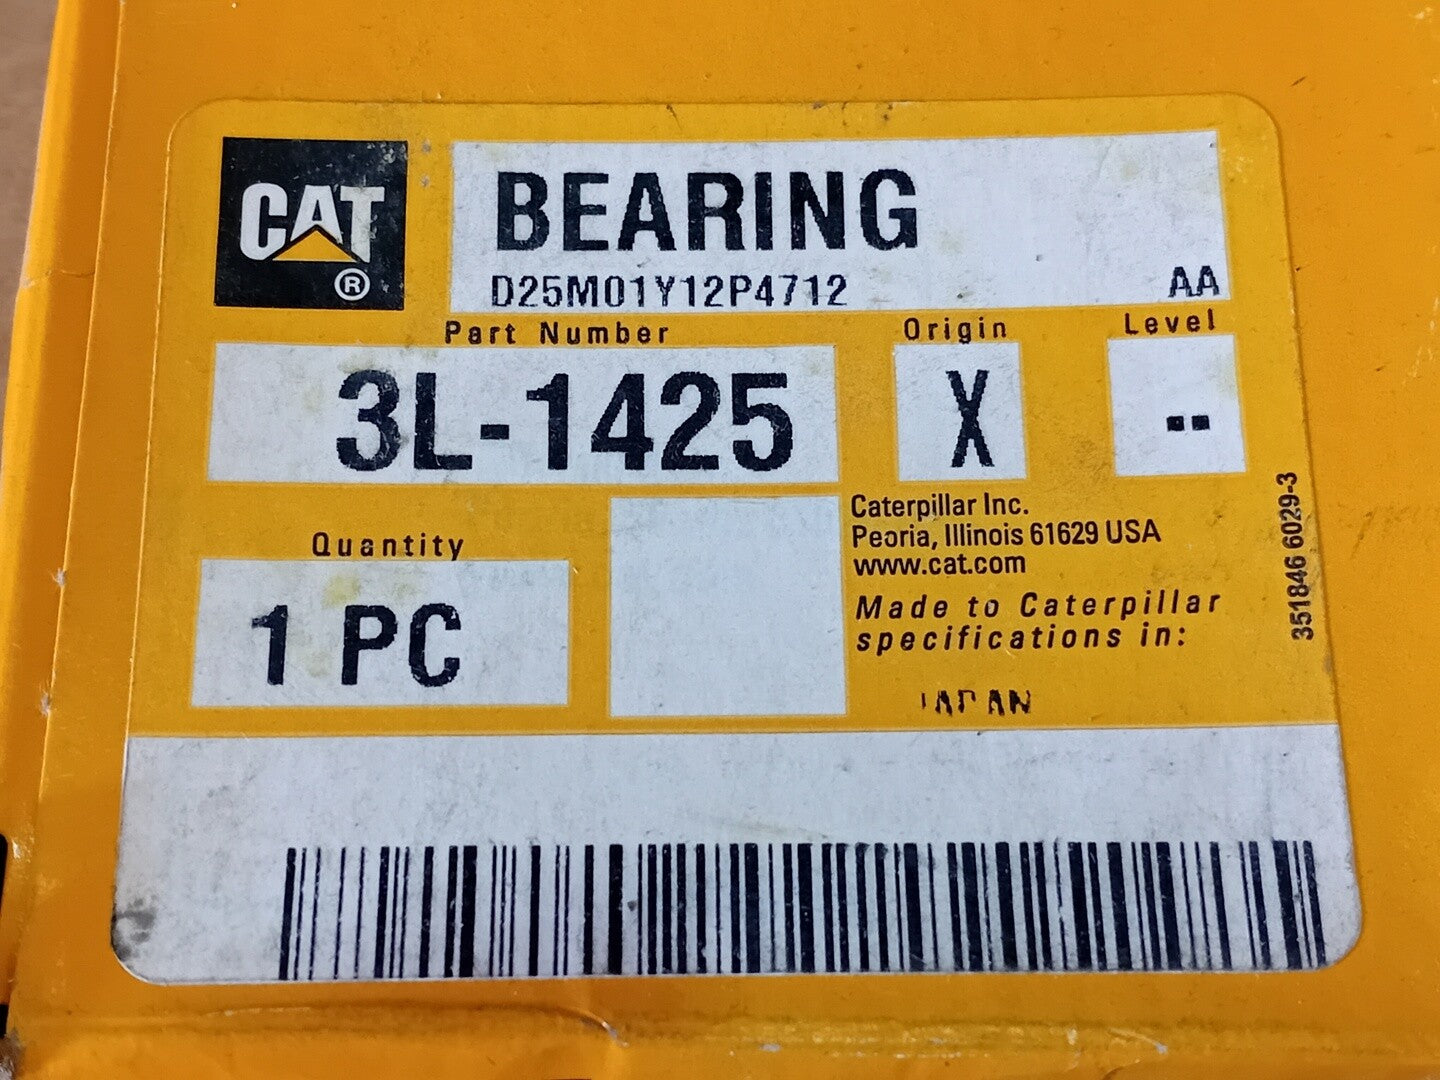 CAT
®
BEARING
D25M01Y12P4712 AA
Part Number Origin Level
3L-1425 X --
Quantity
1 PC
Caterpillar Inc.
Peoria, Illinois 61629 USA
www.cat.com
Made to Caterpillar
specifications in:
JAPAN
351846 6029-3